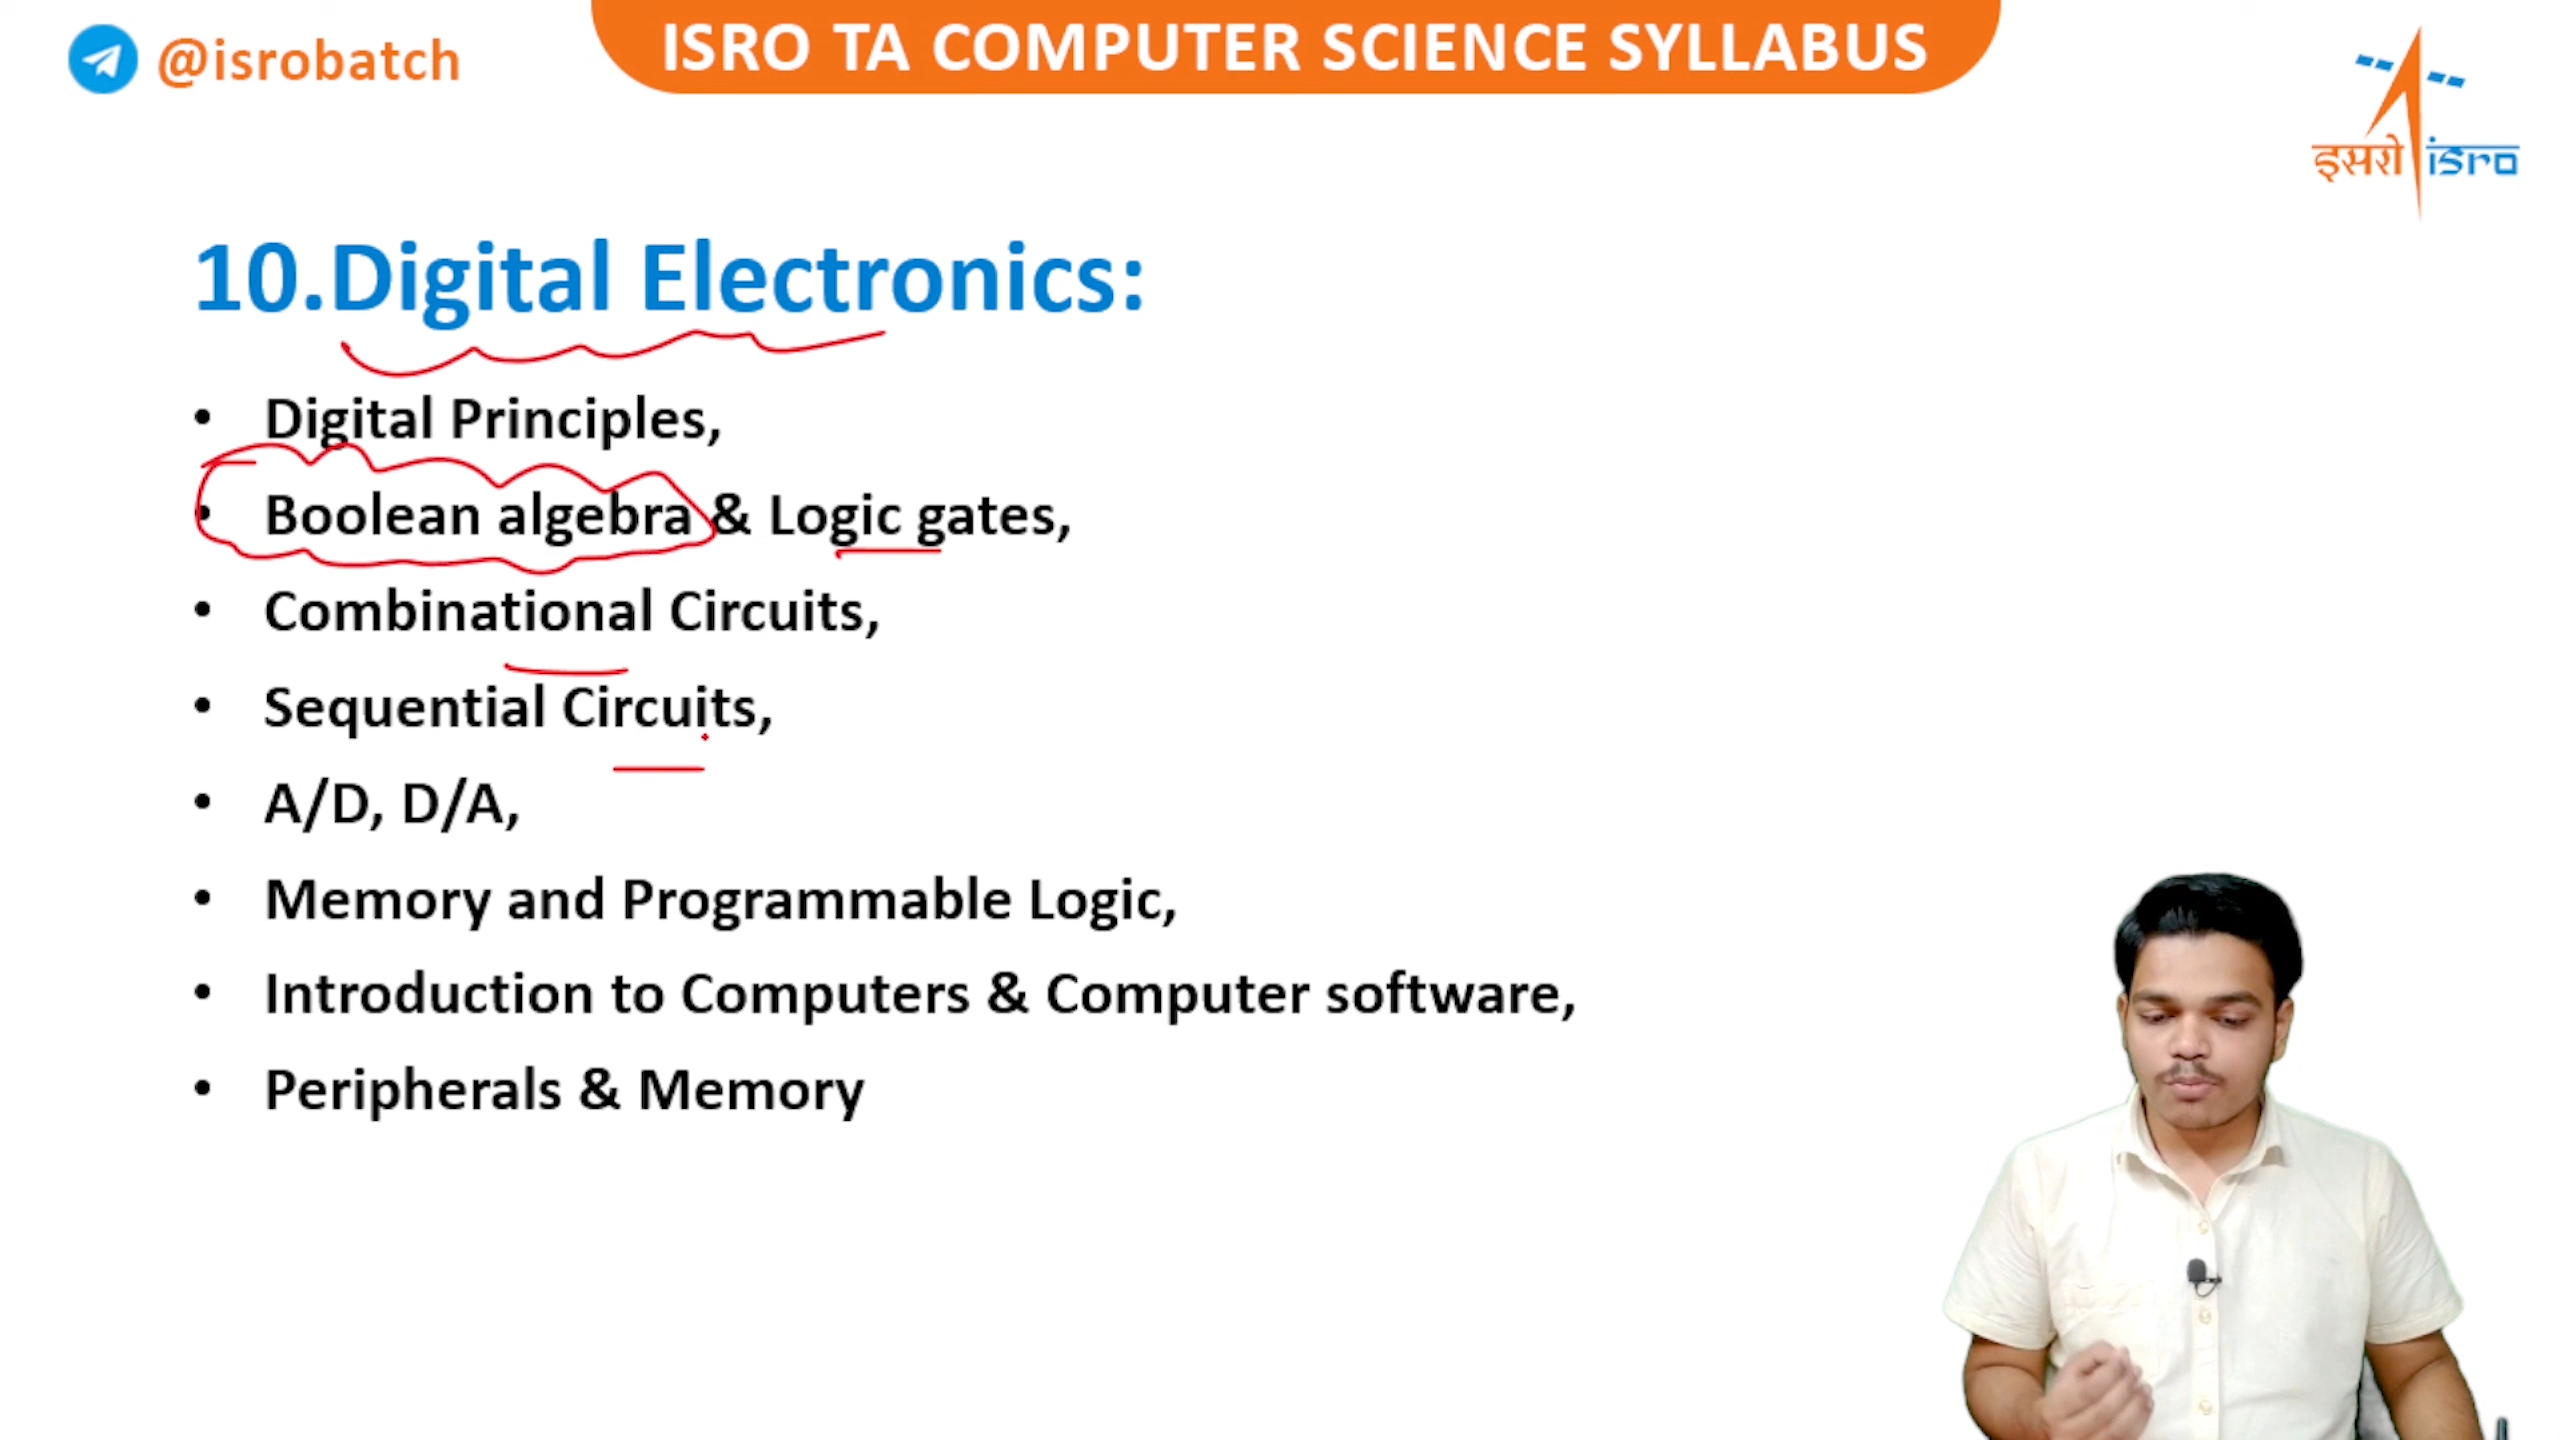 @isrobatch
ISRO TA COMPUTER SCIENCE SYLLABUS
इसरो isro
10.Digital Electronics:
• Digital Principles,
• Boolean algebra & Logic gates,
• Combinational Circuits,
• Sequential Circuits,
• A/D, D/A,
• Memory and Programmable Logic,
• Introduction to Computers & Computer software,
• Peripherals & Memory